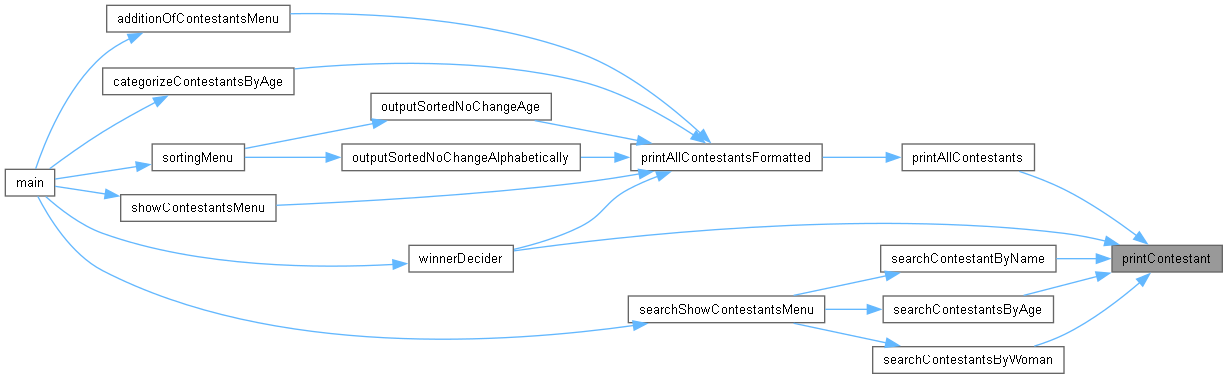 additionOfContestantsMenu
categorizeContestantsByAge
outputSortedNoChangeAge
sortingMenu
outputSortedNoChangeAlphabetically
printAllContestantsFormatted
printAllContestants
main
showContestantsMenu
winnerDecider
searchContestantByName
printContestant
searchShowContestantsMenu
searchContestantsByAge
searchContestantsByWoman